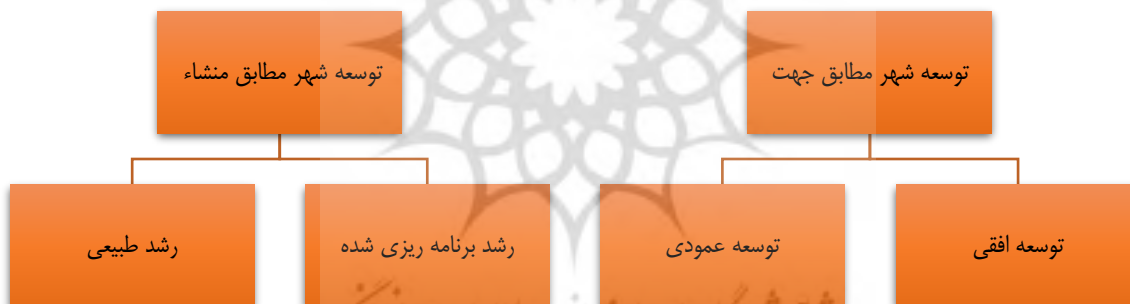 توسعه شهر مطابق جهت
توسعه شهر مطابق منشاء
توسعه افقی
توسعه عمودی
رشد برنامه ریزی شده
رشد طبیعی